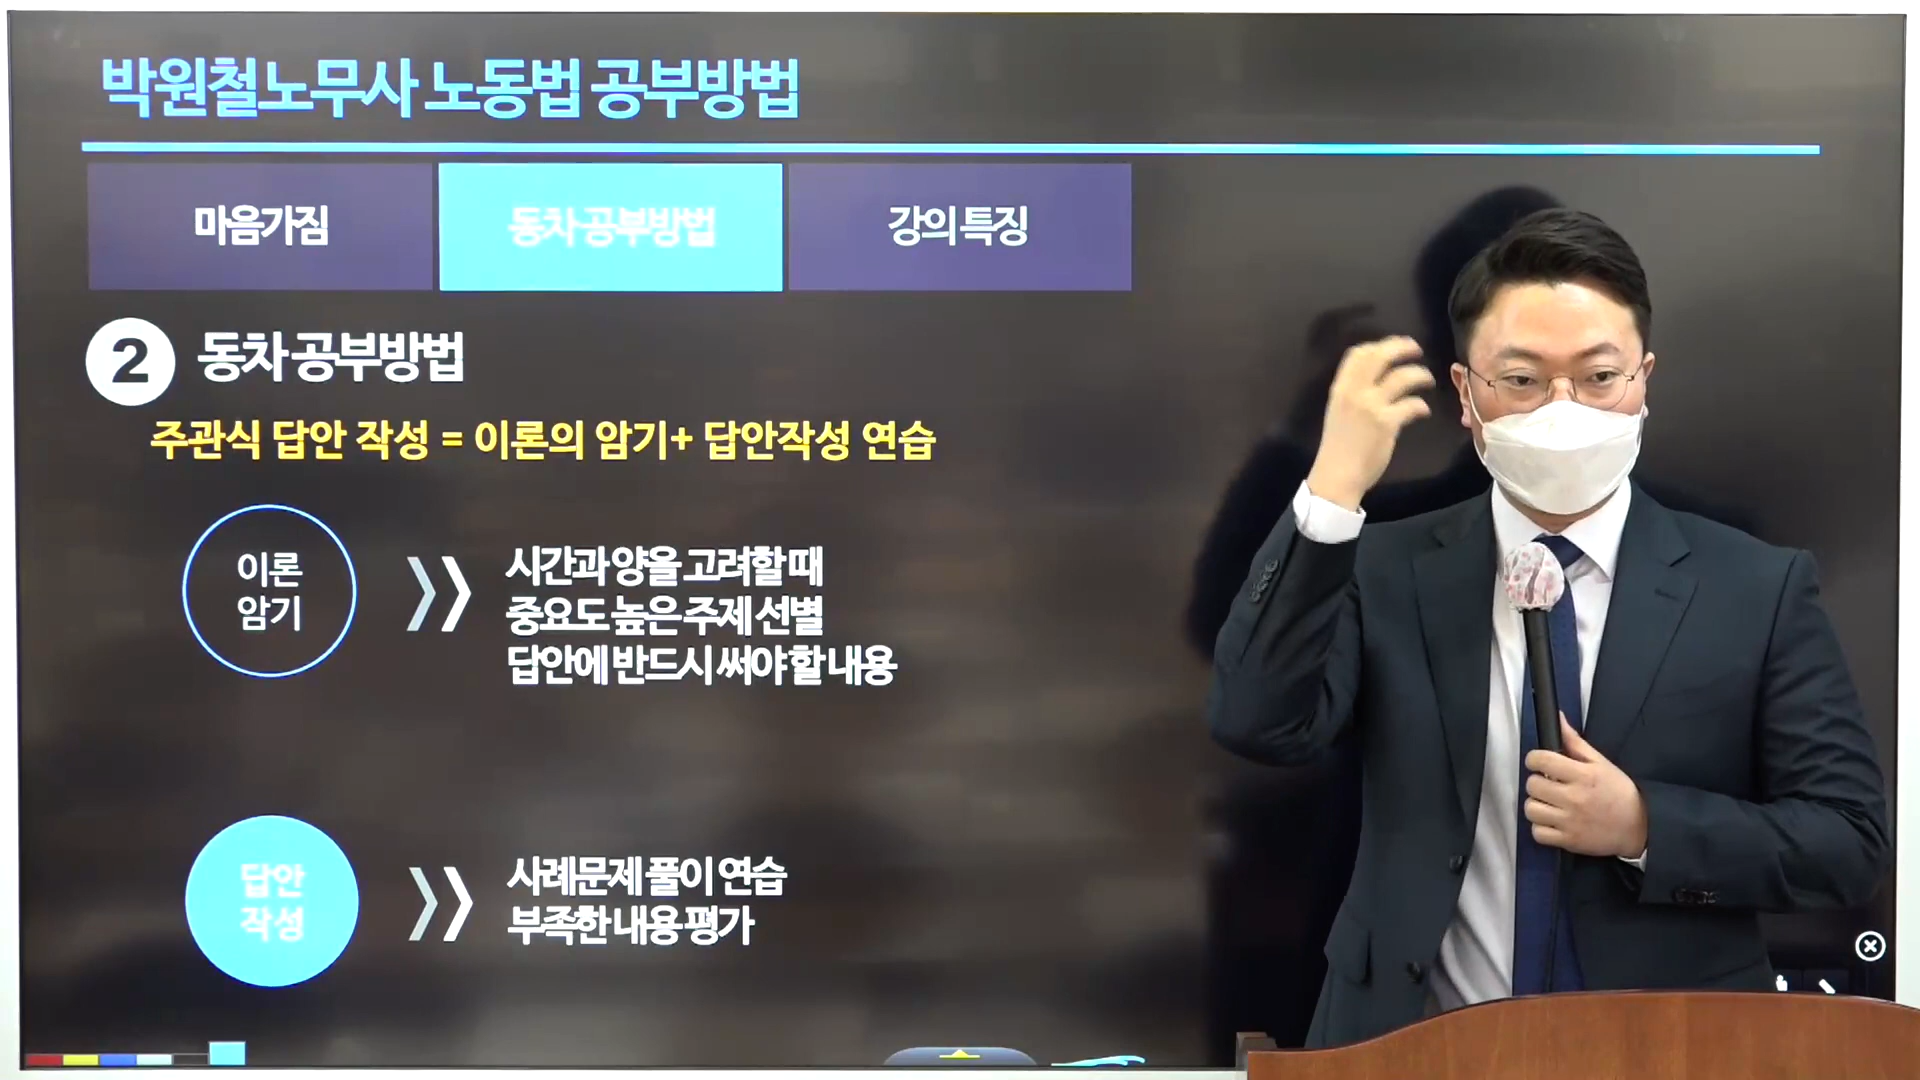 박원철노무사 노동법 공부방법
마음가짐
동차 공부방법
강의 특징
2 동차 공부방법
주관식 답안 작성 = 이론의 암기+ 답안작성 연습
이론
암기
시간과 양을 고려할 때
중요도 높은 주제 선별
답안에 반드시 써야 할 내용
답안
작성
사례문제 풀이 연습
부족한 내용 평가